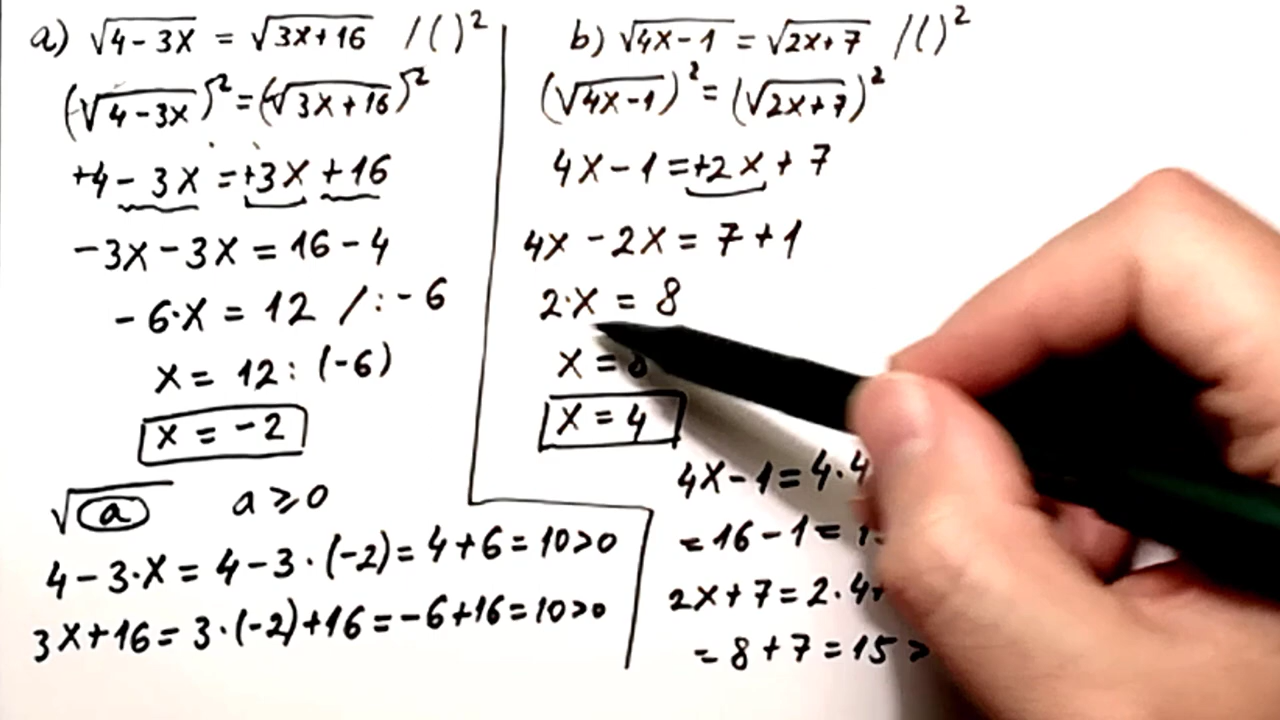 a) √(4-3x) = √(3x+16) /( )²
(√(4-3x))² = (√(3x+16))²
+4-3x = +3x +16
-3x-3x = 16-4
-6·x = 12 /:-6
x = 12:(-6)
x = -2
√a a ≥ 0
4-3·x = 4-3·(-2) = 4+6 = 10>0
3x+16 = 3·(-2)+16 = -6+16 = 10>0
b) √(4x-1) = √(2x+7) /( )²
(√(4x-1))² = (√(2x+7))²
4x-1 = +2x+7
4x-2x = 7+1
2·x = 8
x =
x = 4
4x-1 = 4·4
= 16-1 =
2x+7 = 2·4+
= 8+7 = 15 >